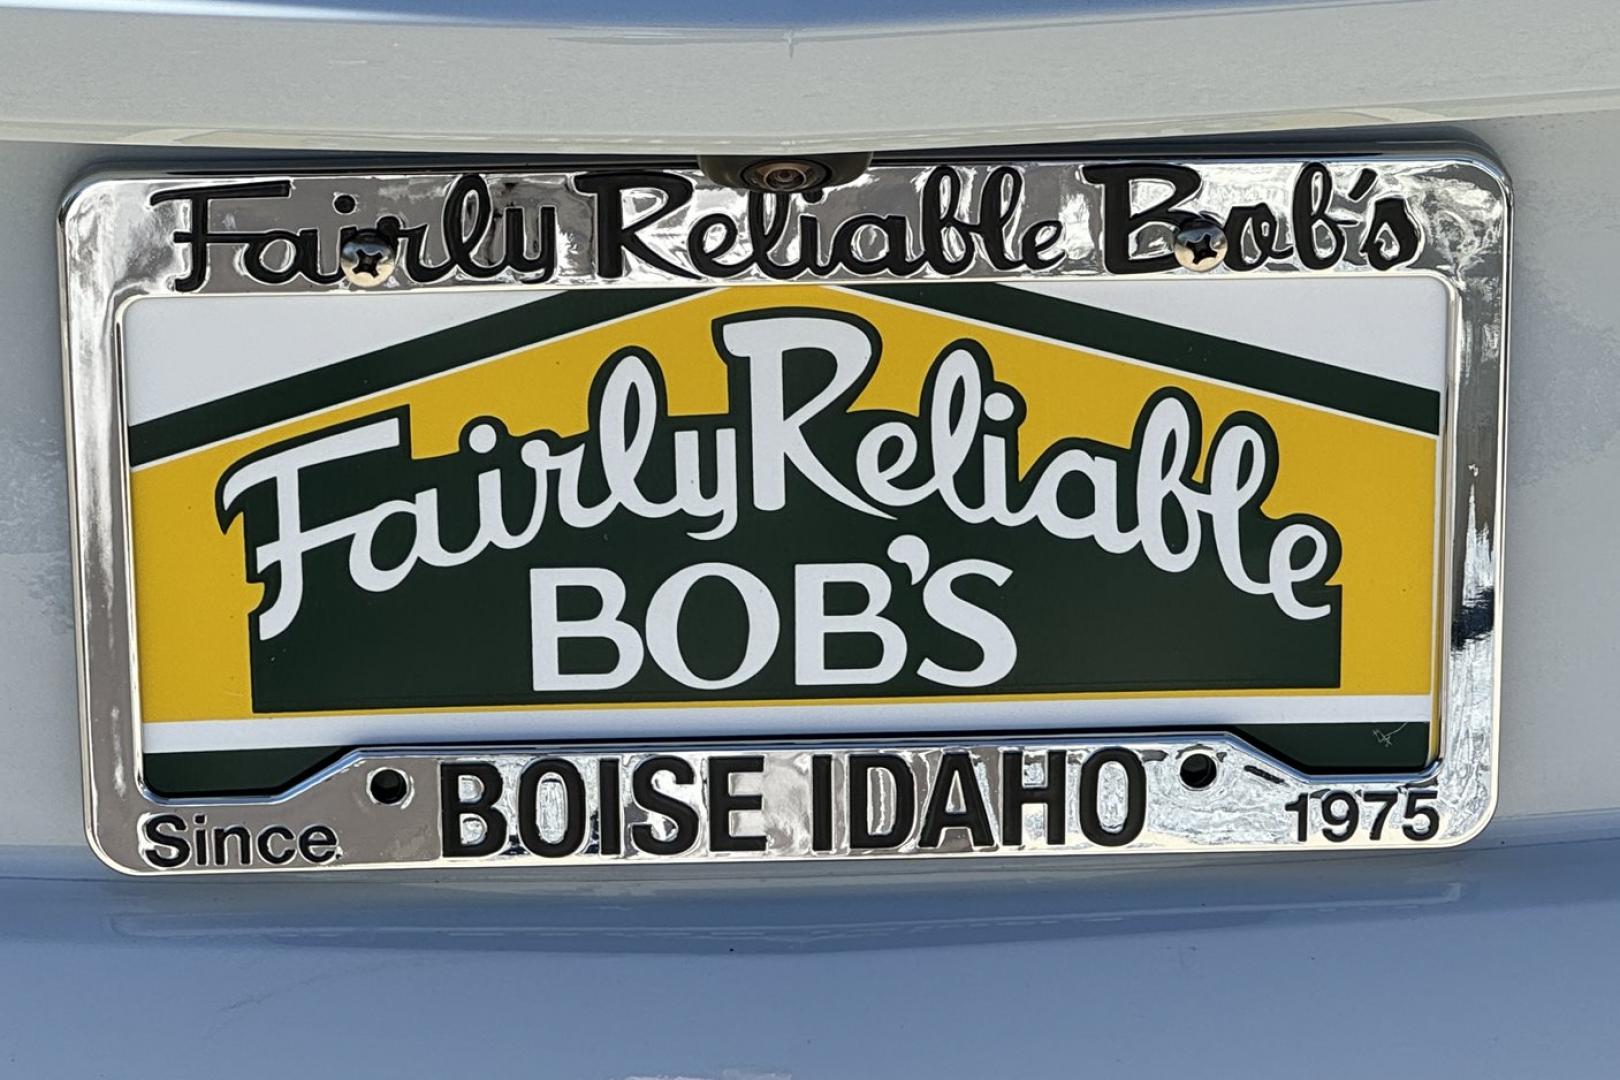 Fairly Reliable Bob's
Fairly Reliable
BOB'S
Since BOISE IDAHO 1975